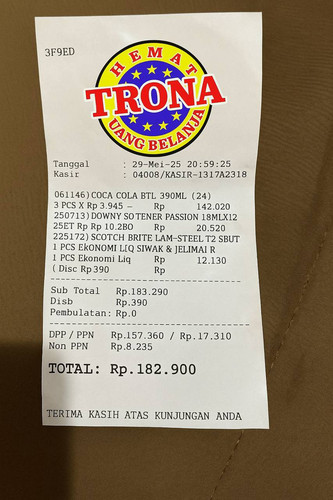 3F9ED
HEMAT
TRONA
UANG BELANJA
Tanggal : 29-Mei-25 20:59:25
Kasir : 04008/KASIR-1317A2318
061146) COCA COLA BTL 390ML (24)
3 PCS X Rp 3.945 – Rp 142.020
250713) DOWNY SOTENER PASSION 18MLX12
25ET Rp Rp 10.2BO Rp 20.520
225172) SCOTCH BRITE LAM-STEEL T2 SBUT
1 PCS EkONOMI LIQ SIWAK & JELIMAI R
1 PCS Ekonomi Liq Rp 12.130
( Disc Rp 390 Rp )
Sub Total Rp.183.290
Disb Rp.390
Pembulatan: Rp.0
DPP / PPN Rp.157.360 / Rp.17.310
Non PPN Rp.8.235
TOTAL: Rp.182.900
TERIMA KASIH ATAS KUNJUNGAN ANDA